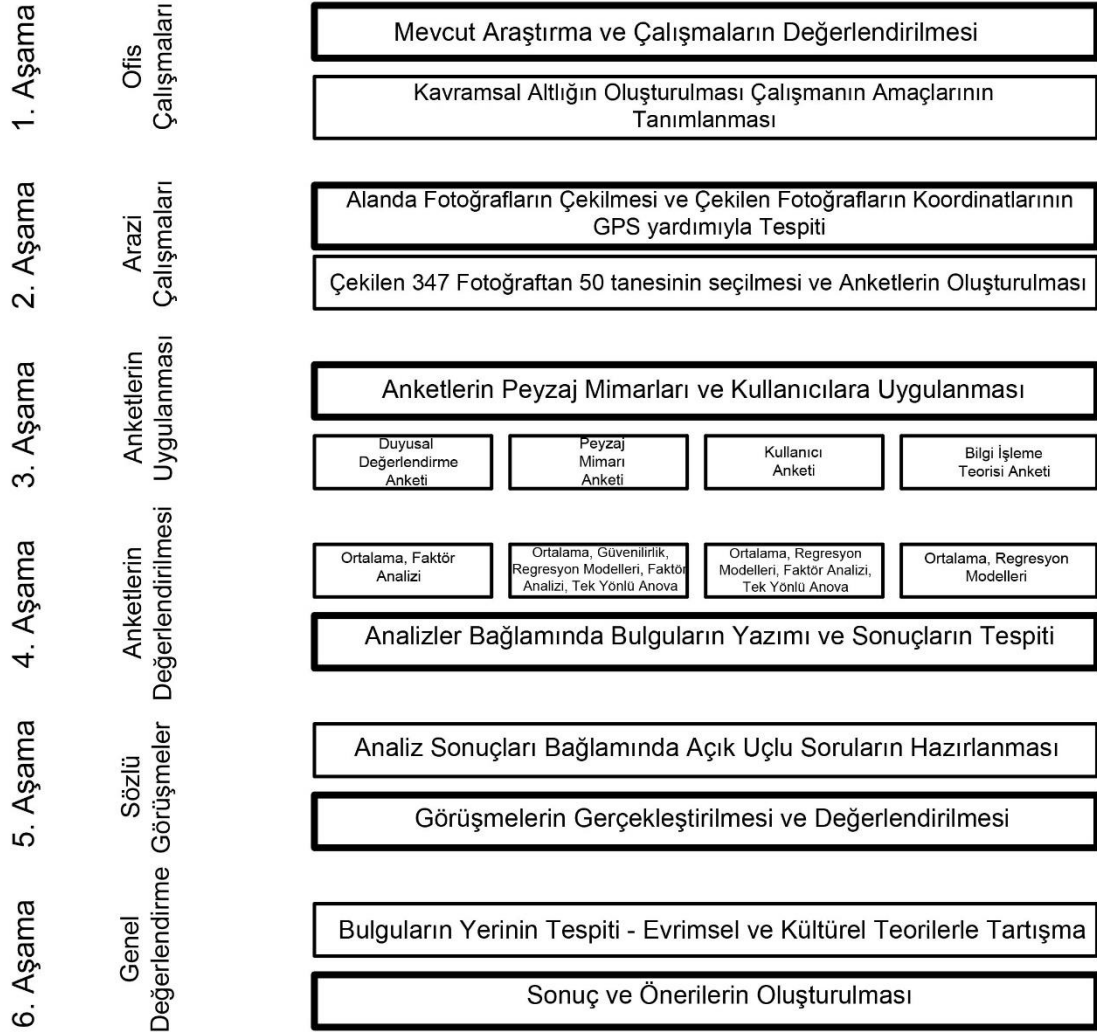 1. Aşama
Ofis
Çalışmaları
Mevcut Araştırma ve Çalışmaların Değerlendirilmesi
Kavramsal Altlığın Oluşturulması Çalışmanın Amaçlarının
Tanımlanması
2. Aşama
Arazi
Çalışmaları
Alanda Fotoğrafların Çekilmesi ve Çekilen Fotoğrafların Koordinatlarının
GPS yardımıyla Tespiti
Çekilen 347 Fotoğraftan 50 tanesinin seçilmesi ve Anketlerin Oluşturulması
3. Aşama
Anketlerin
Uygulanması
Anketlerin Peyzaj Mimarları ve Kullanıcılara Uygulanması
Duyusal
Değerlendirme
Anketi
Peyzaj
Mimarı
Anketi
Kullanıcı
Anketi
Bilgi İşleme
Teorisi Anketi
4. Aşama
Anketlerin
Değerlendirilmesi
Ortalama, Faktör
Analizi
Ortalama, Güvenilirlik,
Regresyon Modelleri, Faktör
Analizi, Tek Yönlü Anova
Ortalama, Regresyon
Modelleri, Faktör Analizi,
Tek Yönlü Anova
Ortalama, Regresyon
Modelleri
Analizler Bağlamında Bulguların Yazımı ve Sonuçların Tespiti
5. Aşama
Sözlü
Görüşmeler
Analiz Sonuçları Bağlamında Açık Uçlu Soruların Hazırlanması
Görüşmelerin Gerçekleştirilmesi ve Değerlendirilmesi
6. Aşama
Genel
Değerlendirme
Bulguların Yerinin Tespiti - Evrimsel ve Kültürel Teorilerle Tartışma
Sonuç ve Önerilerin Oluşturulması